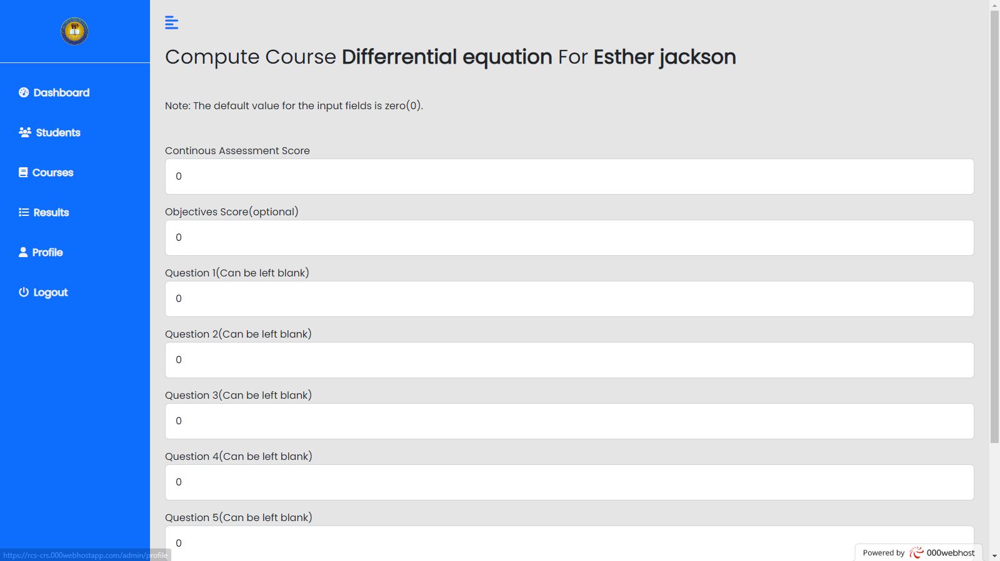 Compute Course Differrential equation For Esther jackson
Dashboard
Students
Courses
Results
Profile
Logout
Note: The default value for the input fields is zero(0).
Continous Assessment Score
0
Objectives Score(optional)
0
Question 1(Can be left blank)
0
Question 2(Can be left blank)
0
Question 3(Can be left blank)
0
Question 4(Can be left blank)
0
Question 5(Can be left blank)
0
https://rcs-crs.000webhostapp.com/admin/profile
Powered by 000webhost